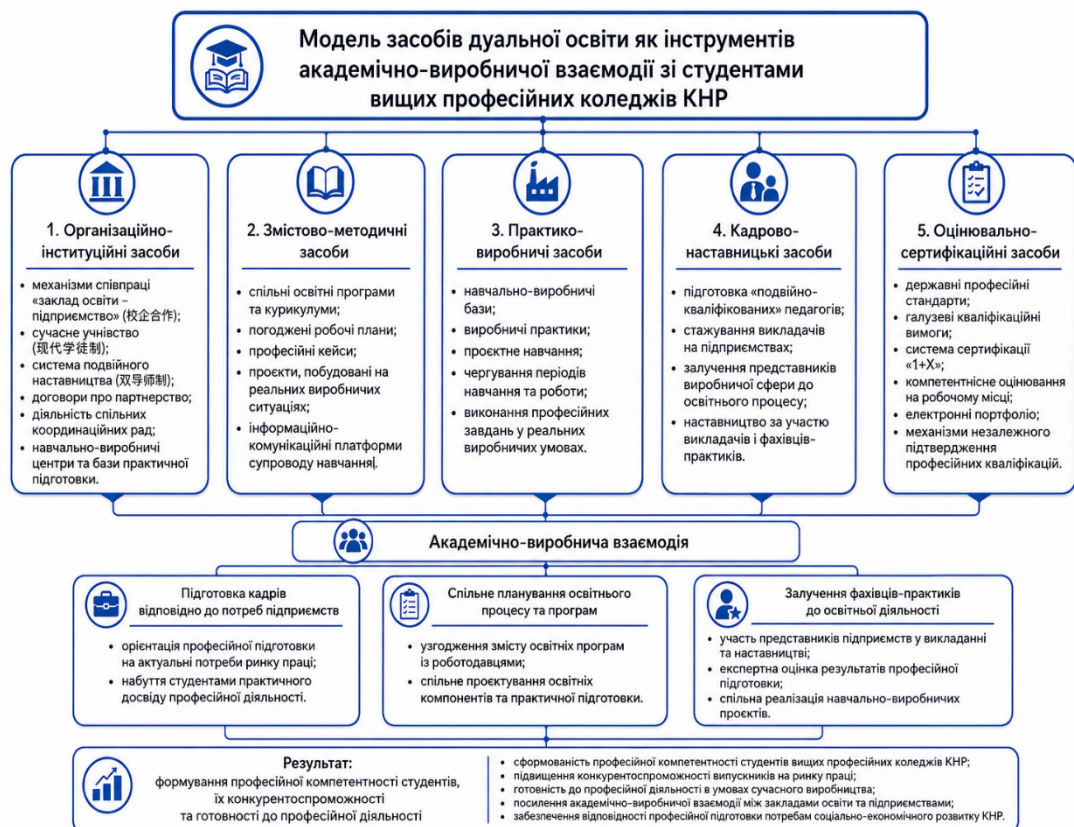 Модель засобів дуальної освіти як інструментів
академічно-виробничої взаємодії зі студентами
вищих професійних коледжів КНР
1. Організаційно-
інституційні засоби
• механізми співпраці
«заклад освіти –
підприємство» (校企合作);
• сучасне учнівство
(现代学徒制);
• система подвійного
наставництва (双导师制);
• договори про партнерство;
• діяльність спільних
координаційних рад;
• навчально-виробничі
центри та бази практичної
підготовки.
2. Змістово-методичні
засоби
• спільні освітні програми
та курикулуми;
• погоджені робочі плани;
• професійні кейси;
• проєкти, побудовані на
реальних виробничих
ситуаціях;
• інформаційно-
комунікаційні платформи
супроводу навчання.
3. Практико-
виробничі засоби
• навчально-виробничі
бази;
• виробничі практики;
• проєктне навчання;
• чергування періодів
навчання та роботи;
• виконання професійних
завдань у реальних
виробничих умовах.
4. Кадрово-
наставницькі засоби
• підготовка «подвійно-
кваліфікованих» педагогів;
• стажування викладачів
на підприємствах;
• залучення представників
виробничої сфери до
освітнього процесу;
• наставництво за участю
викладачів і фахівців-
практиків.
5. Оцінювально-
сертифікаційні засоби
• державні професійні
стандарти;
• галузеві кваліфікаційні
вимоги;
• система сертифікації
«1+X»;
• компетентнісне оцінювання
на робочому місці;
• електронні портфоліо;
• механізми незалежного
підтвердження
професійних кваліфікацій.
Академічно-виробнича взаємодія
Підготовка кадрів
відповідно до потреб підприємств
• орієнтація професійної підготовки
на актуальні потреби ринку праці;
• набуття студентами практичного
досвіду професійної діяльності.
Спільне планування освітнього
процесу та програм
• узгодження змісту освітніх програм
із роботодавцями;
• спільне проєктування освітніх
компонентів та практичної підготовки.
Залучення фахівців-практиків
до освітньої діяльності
• участь представників підприємств у викладанні
та наставництві;
• експертна оцінка результатів професійної
підготовки;
• спільна реалізація навчально-виробничих
проєктів.
Результат:
формування професійної компетентності студентів,
їх конкурентоспроможності
та готовності до професійної діяльності
• сформованість професійної компетентності студентів вищих професійних коледжів КНР;
• підвищення конкурентоспроможності випускників на ринку праці;
• готовність до професійної діяльності в умовах сучасного виробництва;
• посилення академічно-виробничої взаємодії між закладами освіти та підприємствами;
• забезпечення відповідності професійної підготовки потребам соціально-економічного розвитку КНР.